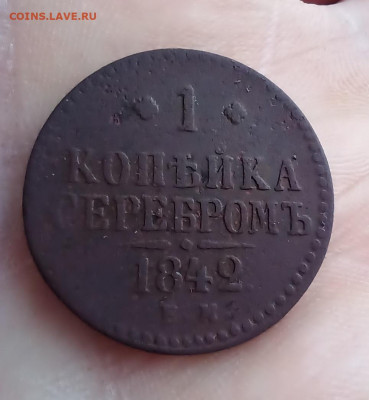 COINS.LAVE.RU
1
КОПѢЙКА
СЕРЕБРОМЪ
1842
Е М